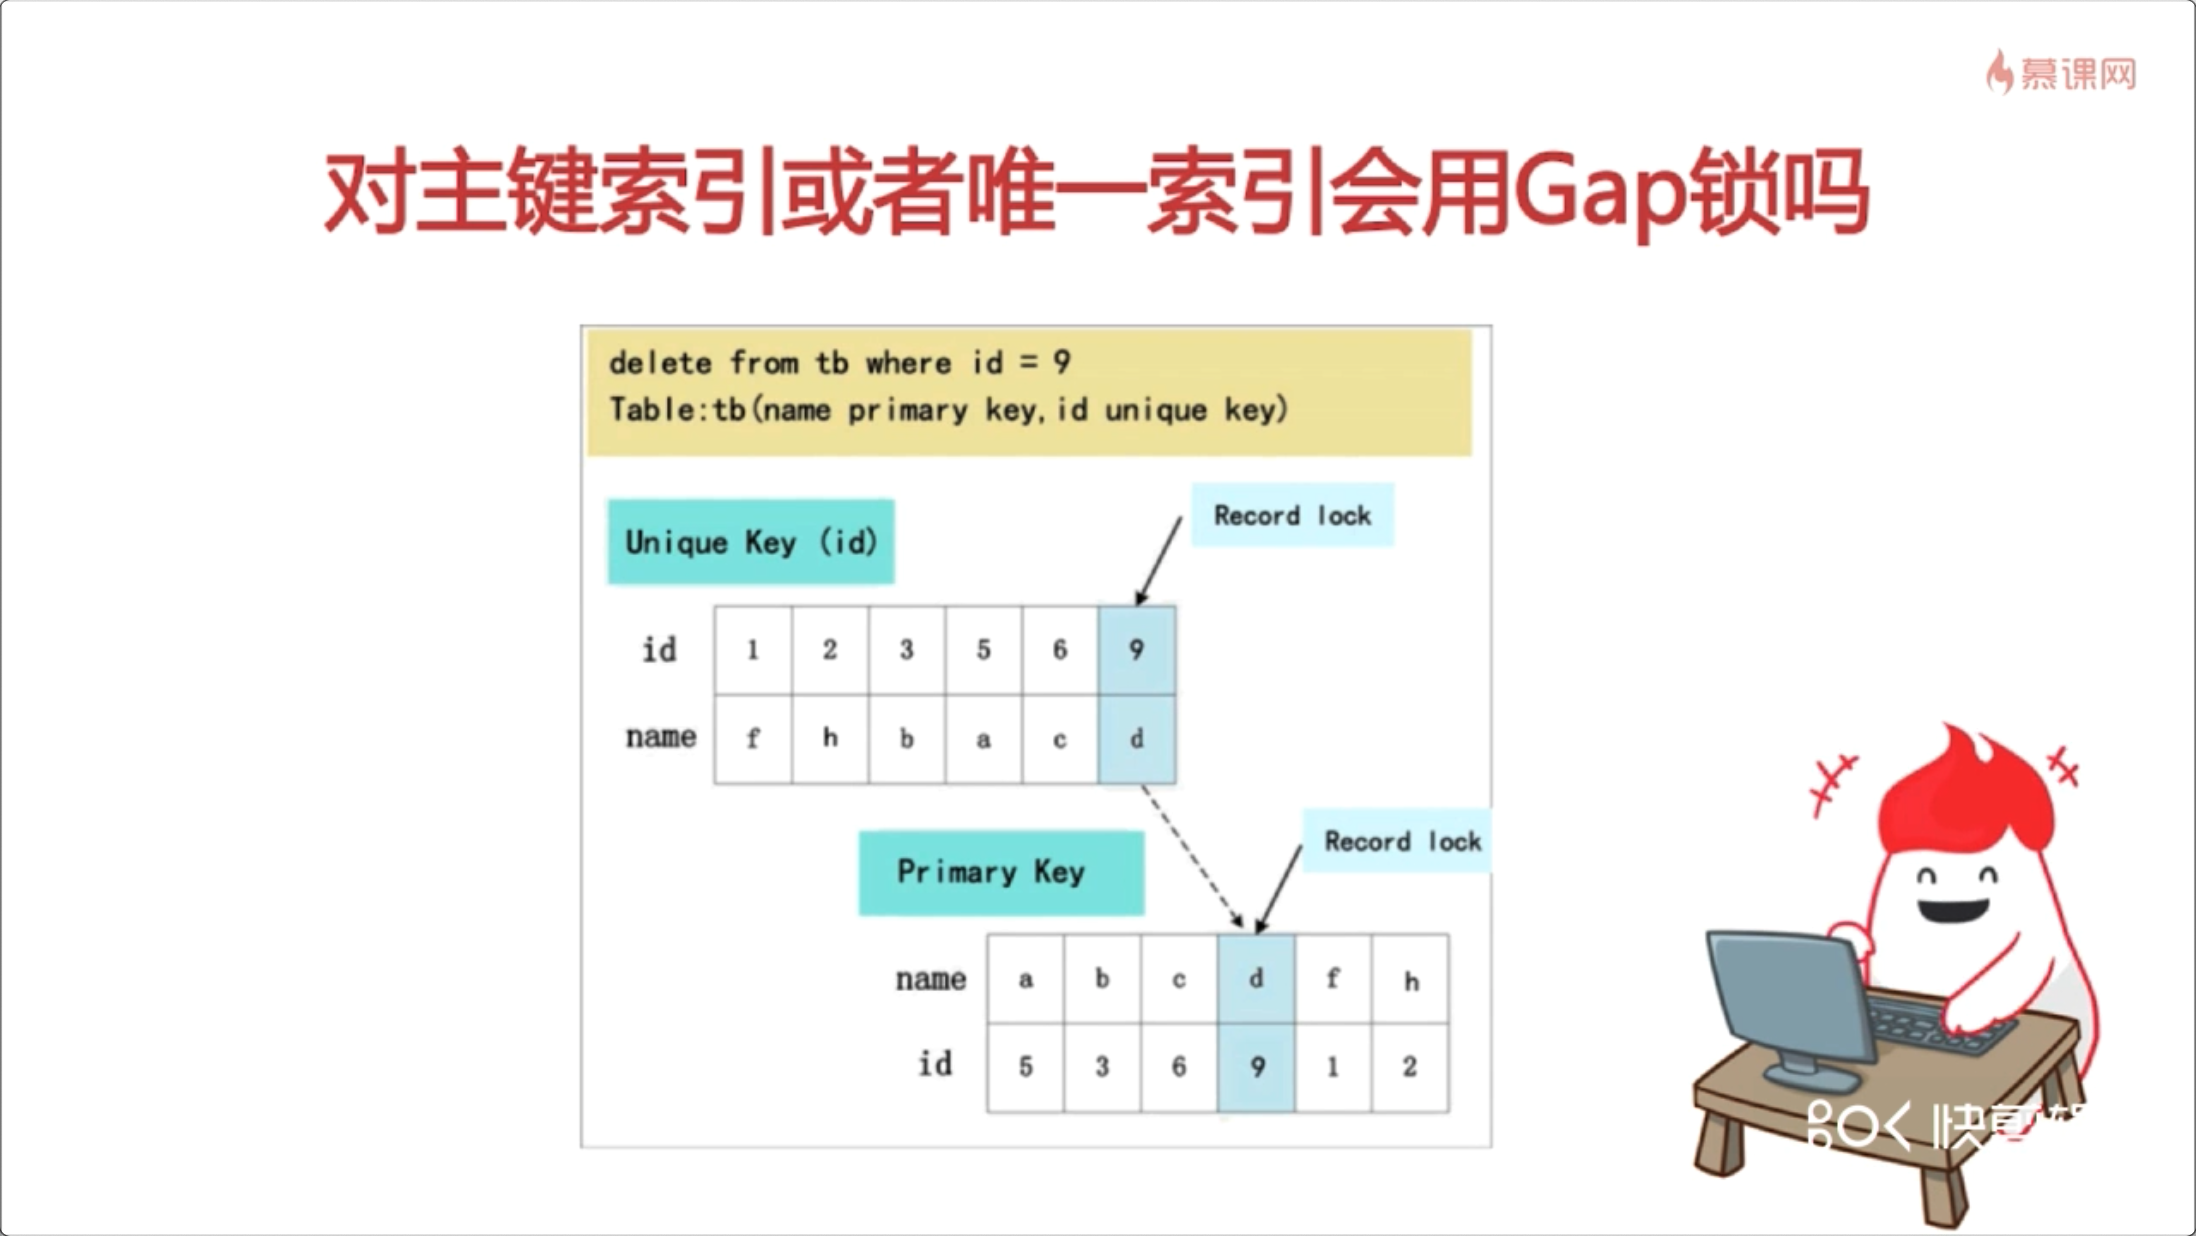 慕课网
对主键索引或者唯一索引会用Gap锁吗
delete from tb where id = 9
Table:tb(name primary key,id unique key)
Record lock
Unique Key (id)
id 1 2 3 5 6 9
name f h b a c d
Record lock
Primary Key
name a b c d f h
id 5 3 6 9 1 2